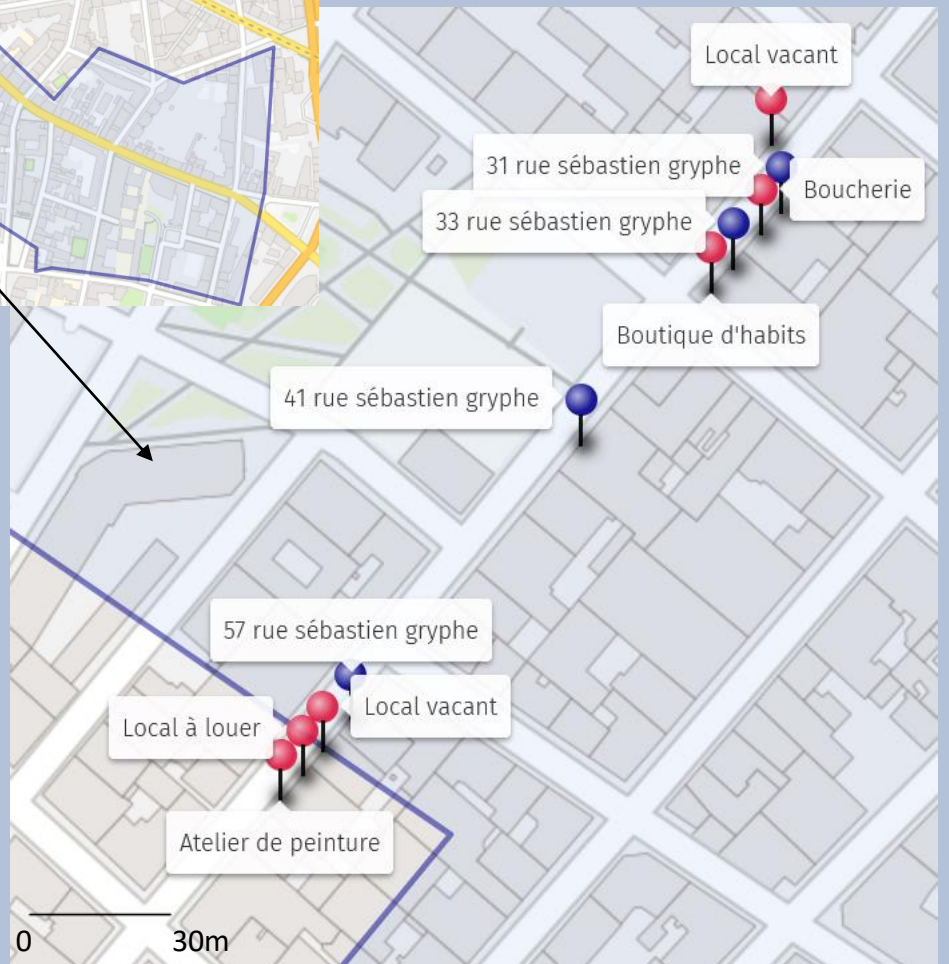 Local vacant
31 rue sébastien gryphe
Boucherie
33 rue sébastien gryphe
Boutique d'habits
41 rue sébastien gryphe
57 rue sébastien gryphe
Local vacant
Local à louer
Atelier de peinture
0 30m